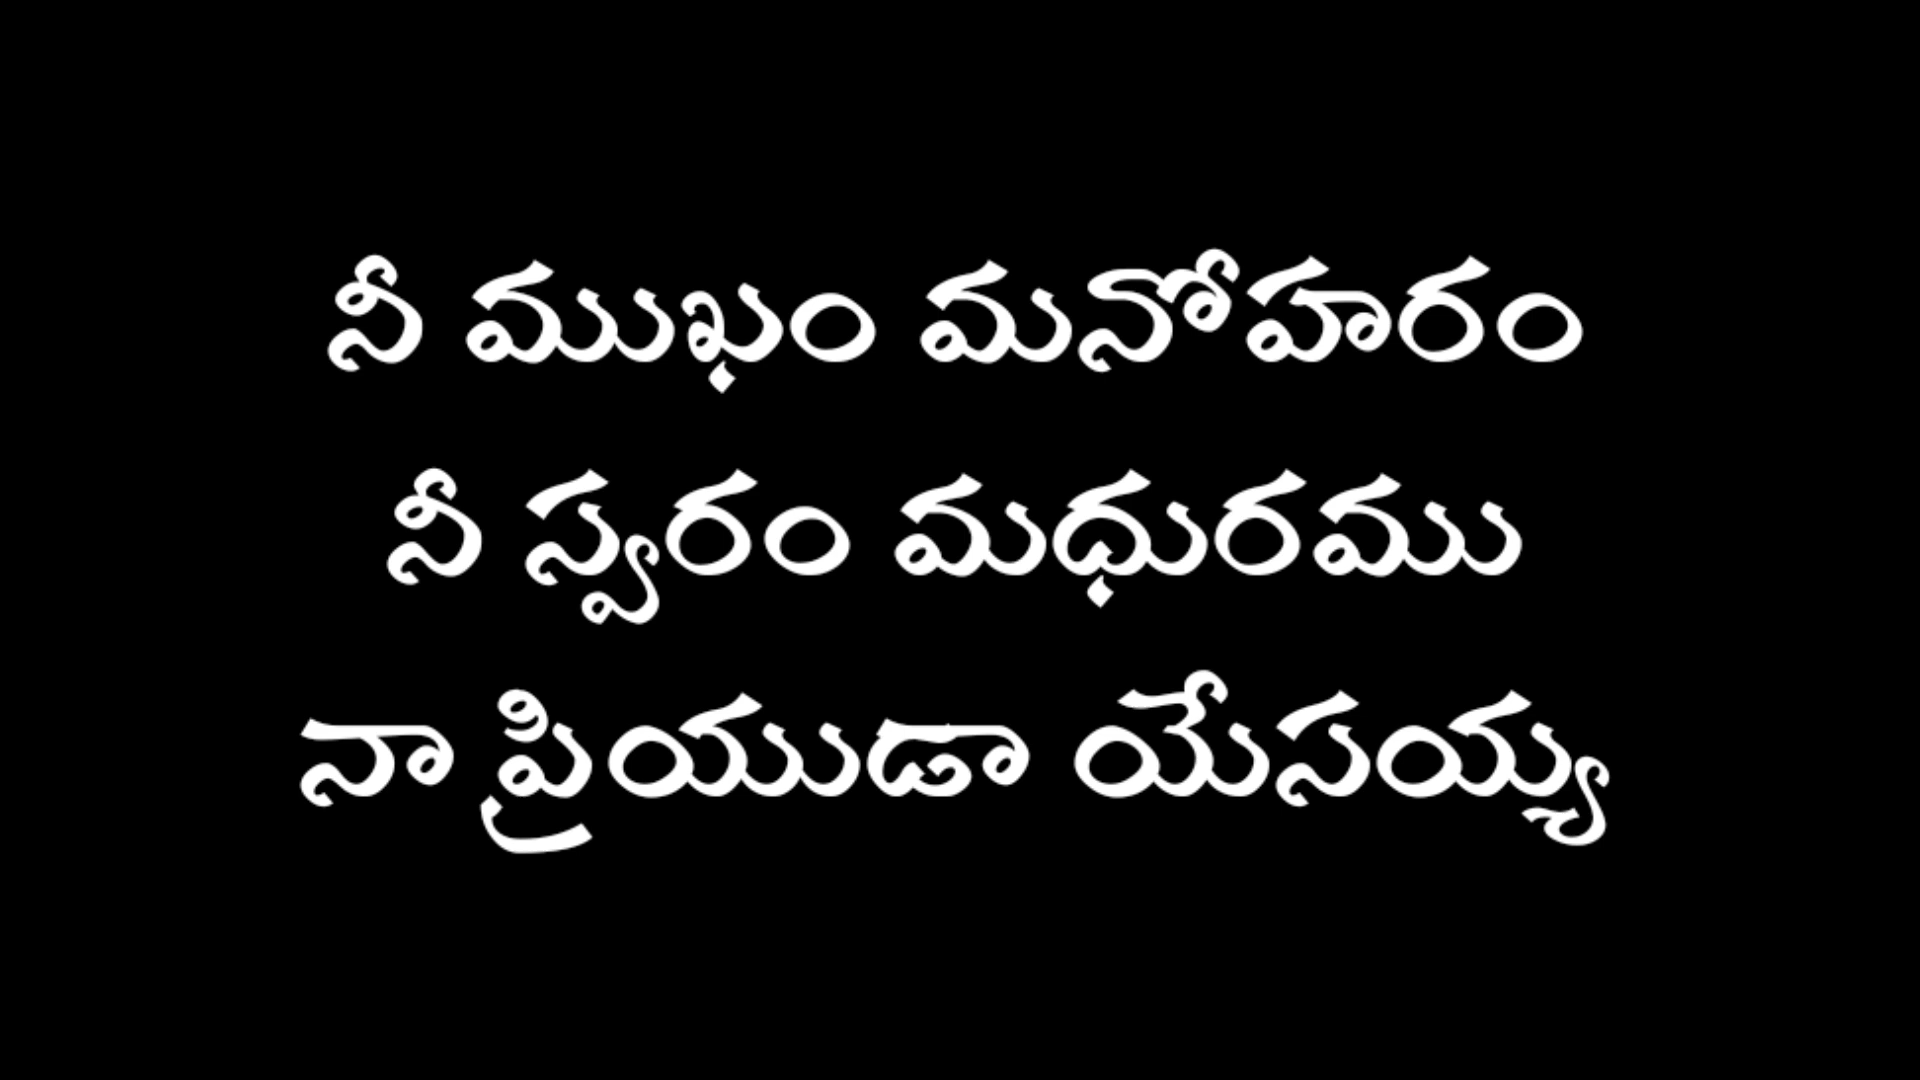 నీ ముఖం మనోహరం
నీ స్వరం మధురము
నా ప్రియుడా యేసయ్య